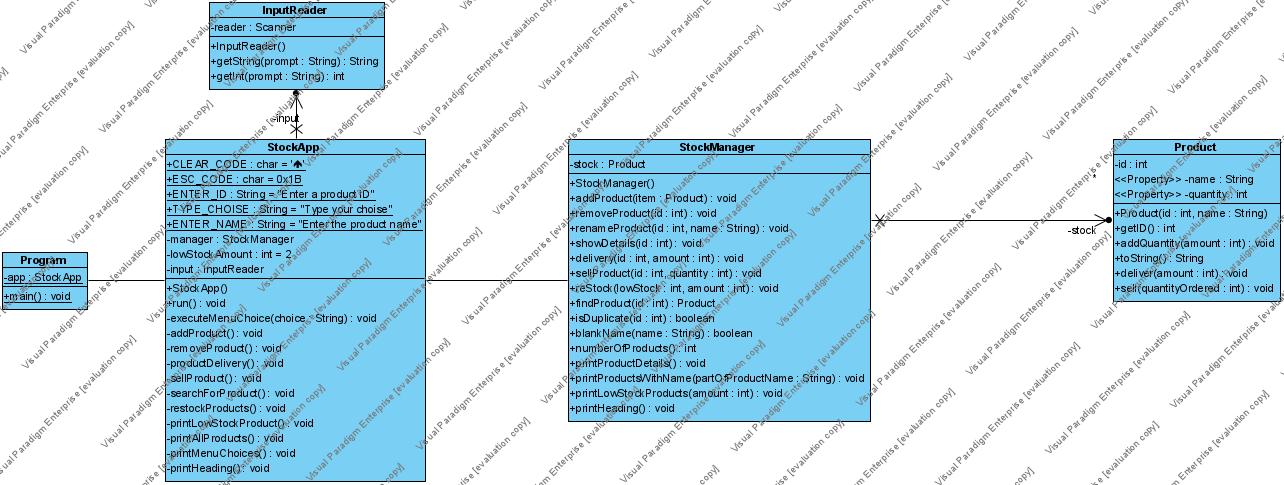 InputReader
-reader : Scanner
+InputReader()
+getString(prompt : String) : String
+getInt(prompt : String) : int
-input
StockApp
+CLEAR_CODE : char = '
+ESC_CODE : char = 0x1B
+ENTER_ID : String = "Enter a product ID"
+TYPE_CHOISE : String = "Type your choise"
+ENTER_NAME : String = "Enter the product name"
-manager : StockManager
-lowStockAmount : int = 2
-input : inputReader
+StockApp()
+run() : void
-executeMenuChoice(choice : String) : void
-addProduct() : void
-removeProduct() : void
-productDelivery() : void
-sellProduct() : void
-searchForProduct() : void
-restockProducts() : void
-printLowStockProduct() : void
-printAllProducts() : void
-printMenuChoices() : void
-printHeading() : void
Program
-app : StockApp
+main() : void
StockManager
-stock : Product
+StockManager()
+addProduct(item : Product) : void
+removeProduct(id : int) : void
+renameProduct(id : int, name : String) : void
+showDetails(id : int) : void
+delivery(id : int, amount : int) : void
+sellProduct(id : int, quantity : int) : void
+reStock(lowStock : int, amount : int) : void
+findProduct(id : int) : Product
+isDuplicate(id : int) : boolean
+blankName(name : String) : boolean
+numberOfProducts() : int
+printProductDetails() : void
+printProductsWithName(partOfProductName : String) : void
+printLowStockProducts(amount : int) : void
+printHeading() : void
*
-stock
Product
-id : int
<<Property>> -name : String
<<Property>> -quantity : int
+Product(id : int, name : String)
+getID() : int
+addQuantity(amount : int) : void
+toString() : String
+deliver(amount : int) : void
+sell(quantityOrdered : int) : void
Visual Paradigm Enterprise [evaluation copy]